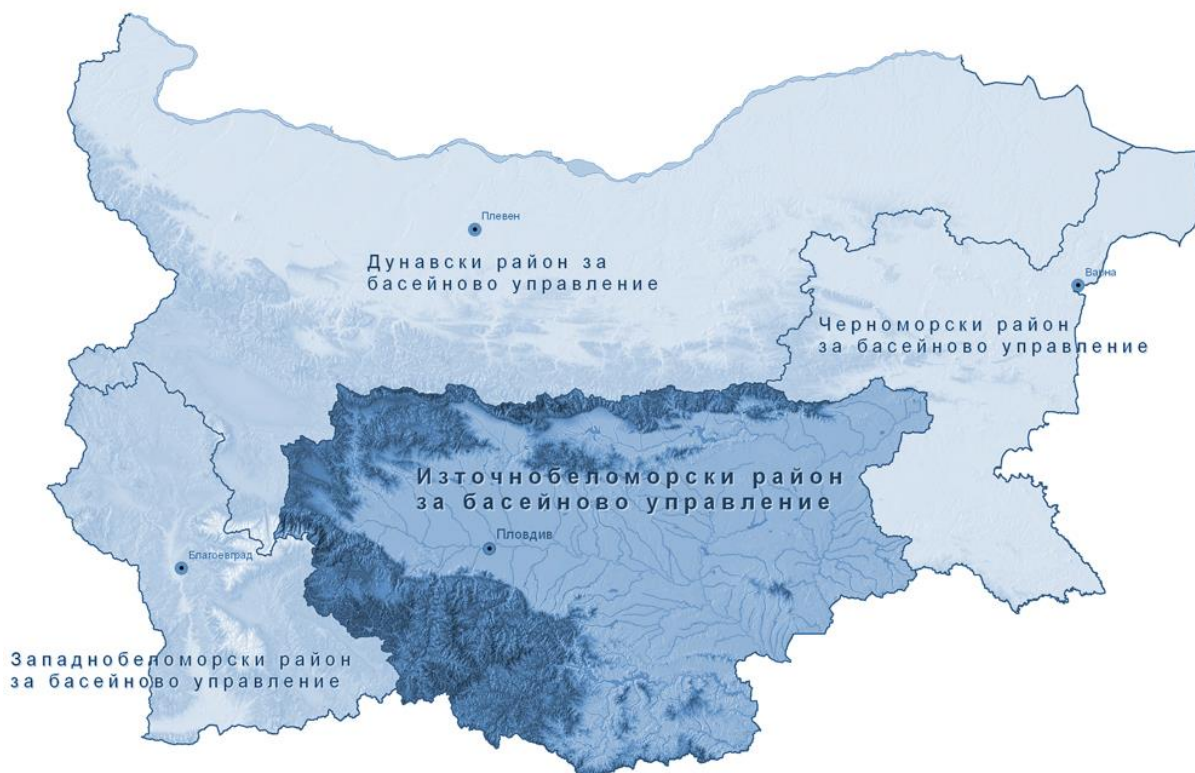 Плевен
Дунавски район за
басейново управление
Варна
Черноморски район
за басейново управление
Източнобеломорски район
за басейново управление
Пловдив
Благоевград
Западнобеломорски район
за басейново управление